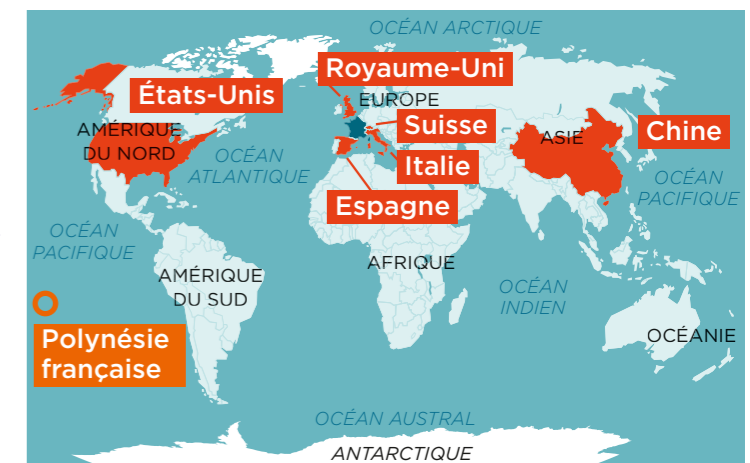 OCÉAN ARCTIQUE
Royaume-Uni
États-Unis
EUROPE
Suisse
Chine
AMÉRIQUE
DU NORD
ASIE
OCÉAN
ATLANTIQUE
Italie
OCÉAN
PACIFIQUE
Espagne
OCÉAN
PACIFIQUE
AFRIQUE
AMÉRIQUE
DU SUD
OCÉAN
INDIEN
Polynésie
française
OCÉANIE
OCÉAN AUSTRAL
ANTARCTIQUE